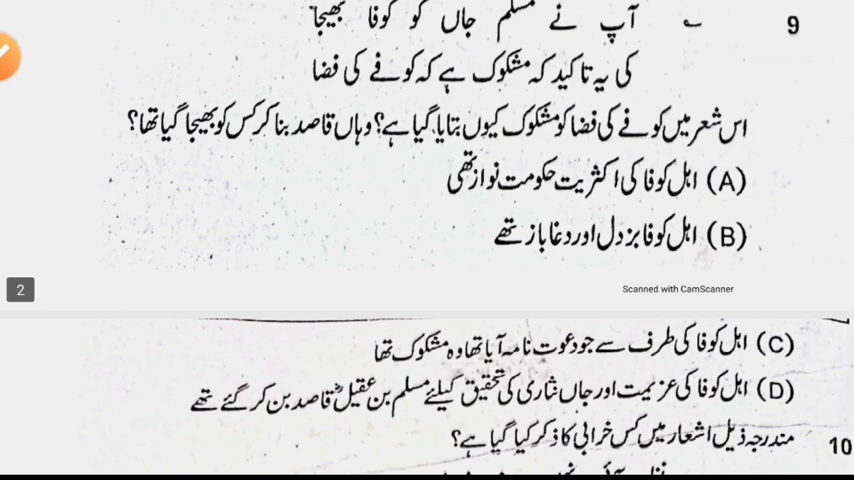 9 ؎ آپ نے مسلم جاں کو کوفا بھیجا
کی یہ تاکید کہ مشکوک ہے کہ کوفے کی فضا
اس شعر میں کوفے کی فضا کو مشکوک کیوں بتایا گیا ہے؟ وہاں قاصد بنا کر کس کو بھیجا گیا تھا؟
(A) اہل کوفا کی اکثریت حکومت نواز تھی
(B) اہل کوفا بزدل اور دغا باز تھے
2
Scanned with CamScanner
(C) اہل کوفا کی طرف سے جو دعوت نامہ آیا تھا وہ مشکوک تھا
(D) اہل کوفا کی عزیمت اور جاں نثاری کی تحقیق کیلئے مسلم بن عقیلؓ قاصد بن کر گئے تھے
10 مندرجہ ذیل اشعار میں کس خرابی کا ذکر کیا گیا ہے؟